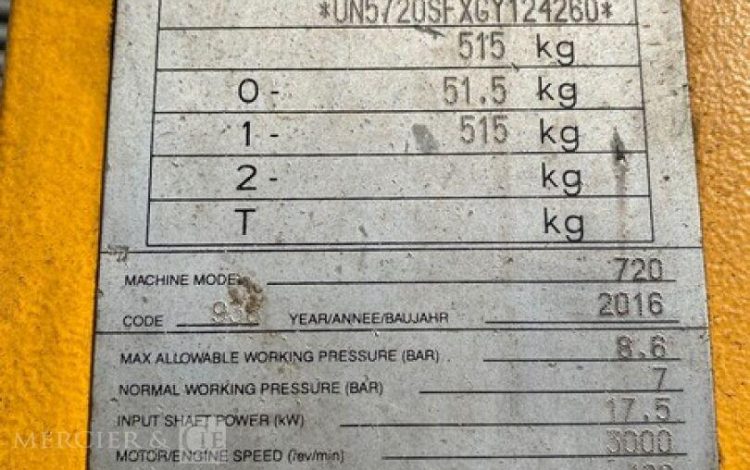 *UN5720SFXGY124260*
515 kg
0- 51.5 kg
1- 515 kg
2- kg
T kg
MACHINE MODEL 720
CODE YEAR/ANNEE/BAUJAHR 2016
MAX ALLOWABLE WORKING PRESSURE (BAR) 8.6
NORMAL WORKING PRESSURE (BAR) 7
INPUT SHAFT POWER (kW) 17.5
MOTOR/ENGINE SPEED (rev/min) 3000
MERCIER & CIE